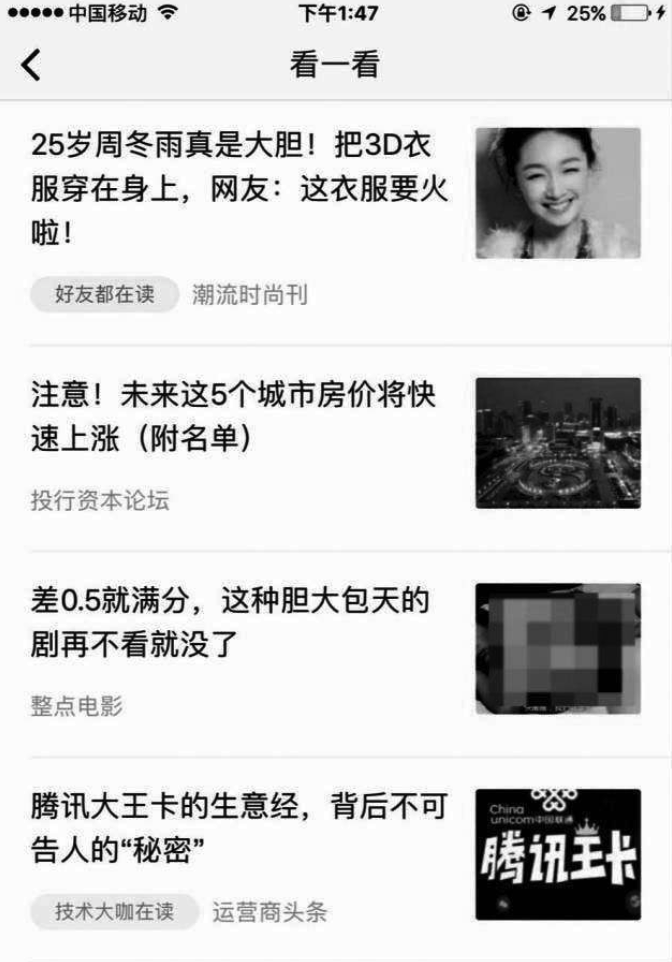 中国移动 下午1:47 25%
看一看
25岁周冬雨真是大胆！把3D衣
服穿在身上，网友：这衣服要火
啦！
好友都在读 潮流时尚刊
注意！未来这5个城市房价将快
速上涨（附名单）
投行资本论坛
差0.5就满分，这种胆大包天的
剧再不看就没了
整点电影
腾讯大王卡的生意经，背后不可
告人的“秘密”
China
unicom中国联通
腾讯王卡
技术大咖在读 运营商头条